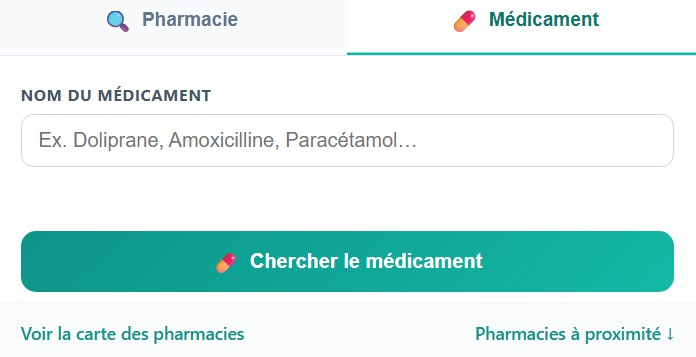 Pharmacie
Médicament
NOM DU MÉDICAMENT
Ex. Doliprane, Amoxicilline, Paracétamol…
Chercher le médicament
Voir la carte des pharmacies
Pharmacies à proximité ↓